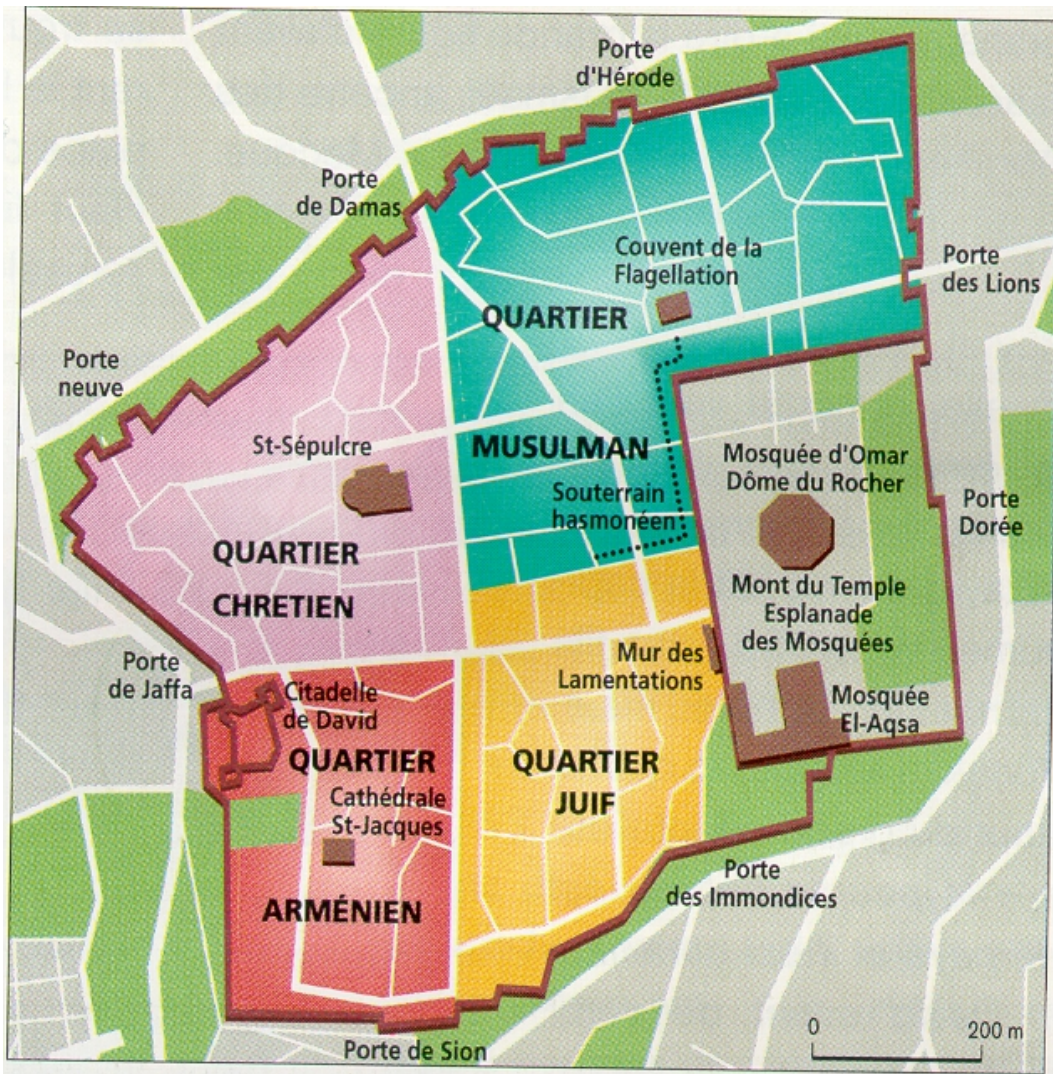 Porte
d'Hérode
Porte
de Damas
Couvent de la
Flagellation
Porte
des Lions
QUARTIER
Porte
neuve
St-Sépulcre
MUSULMAN
Mosquée d'Omar
Dôme du Rocher
Souterrain
hasmonéen
Porte
Dorée
QUARTIER
CHRETIEN
Mont du Temple
Esplanade
des Mosquées
Mur des
Lamentations
Porte
de Jaffa
Citadelle
de David
Mosquée
El-Aqsa
QUARTIER
Cathédrale
St-Jacques
ARMÉNIEN
QUARTIER
JUIF
Porte
des Immondices
Porte de Sion
0 200 m